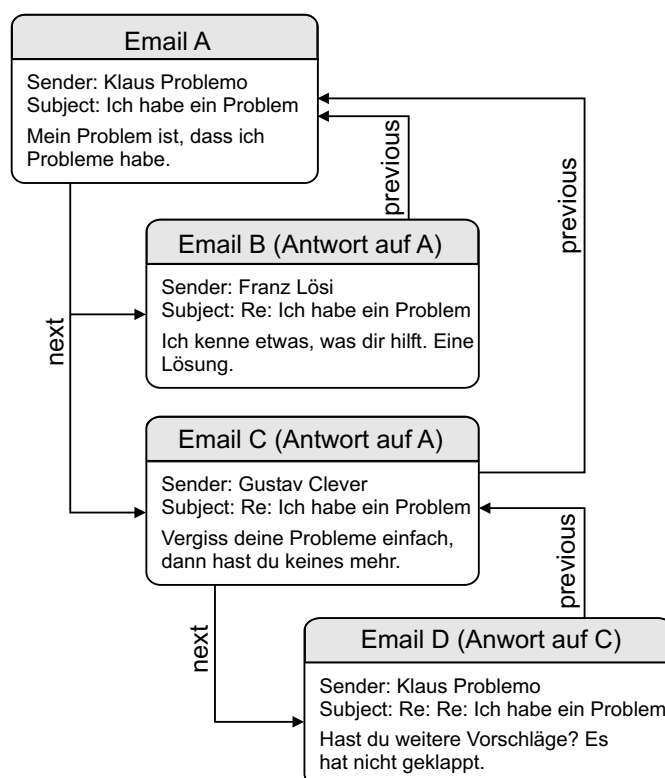 Email A
Sender: Klaus Problemo
Subject: Ich habe ein Problem
Mein Problem ist, dass ich
Probleme habe.
previous
previous
Email B (Antwort auf A)
Sender: Franz Lösi
Subject: Re: Ich habe ein Problem
Ich kenne etwas, was dir hilft. Eine
Lösung.
next
Email C (Antwort auf A)
Sender: Gustav Clever
Subject: Re: Ich habe ein Problem
Vergiss deine Probleme einfach,
dann hast du keines mehr.
previous
next
Email D (Anwort auf C)
Sender: Klaus Problemo
Subject: Re: Re: Ich habe ein Problem
Hast du weitere Vorschläge? Es
hat nicht geklappt.